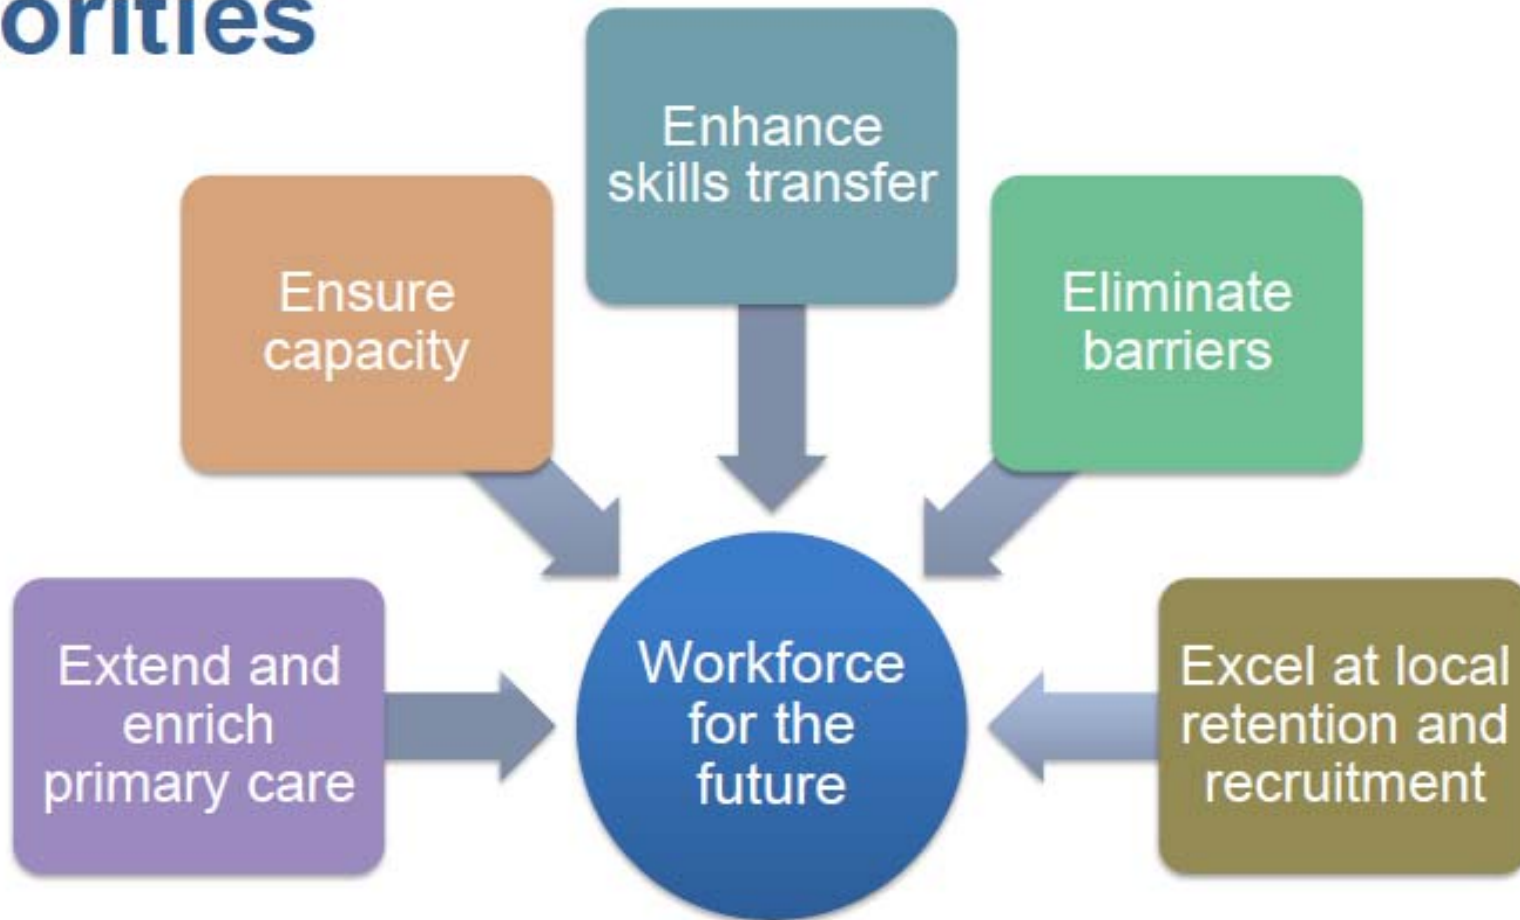 orities
Enhance
skills transfer
Ensure
capacity
Eliminate
barriers
Extend and
enrich
primary care
Workforce
for the
future
Excel at local
retention and
recruitment